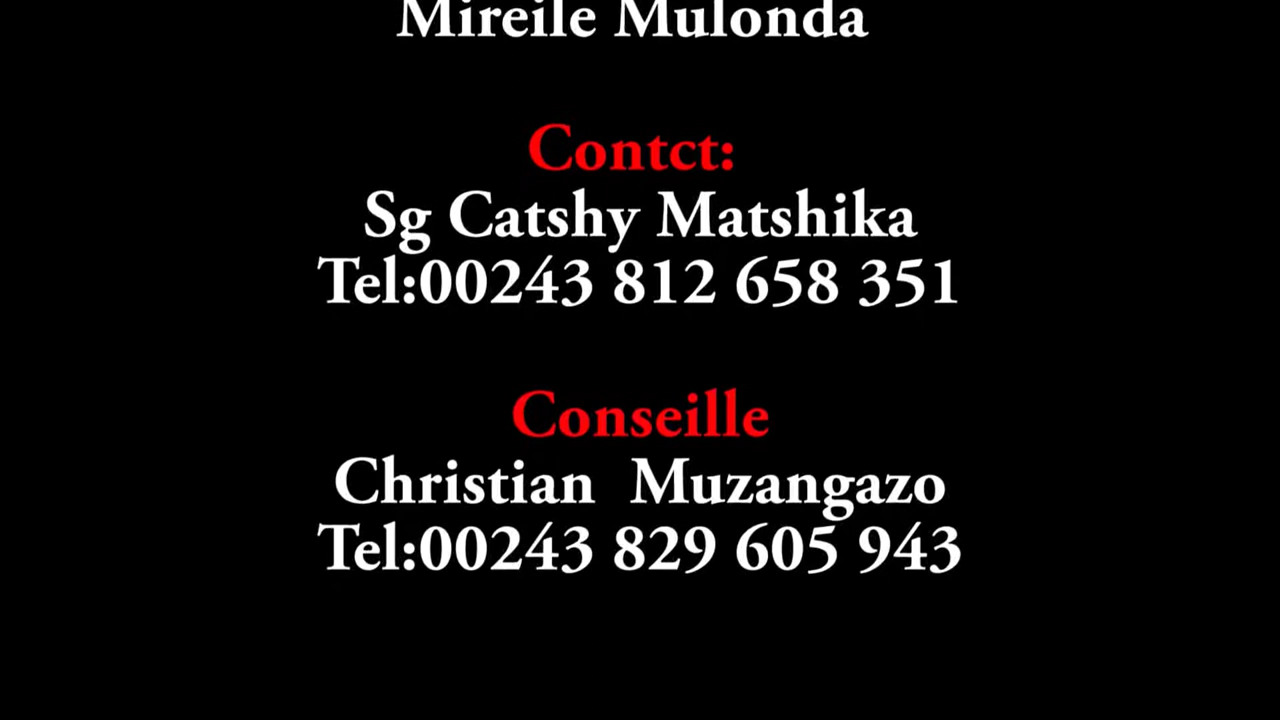 Mireile Mulonda
Contct:
Sg Catshy Matshika
Tel:00243 812 658 351
Conseille
Christian  Muzangazo
Tel:00243 829 605 943